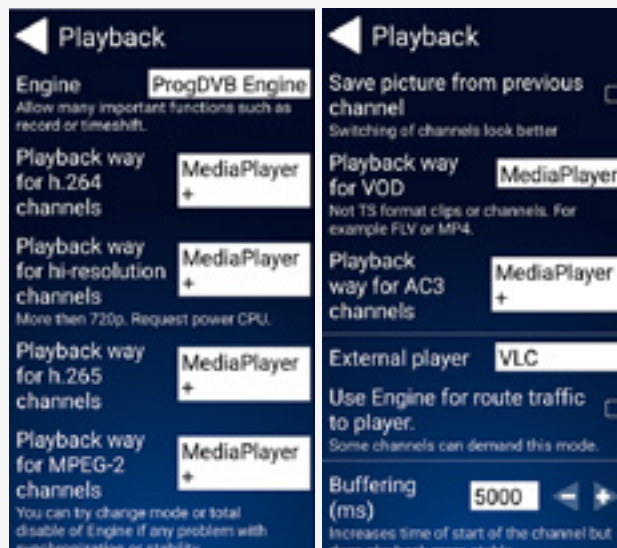 Playback
Engine
ProgDVB Engine
Allow many important functions such as
record or timeshift.
Playback way
for h.264
channels
MediaPlayer
+
Playback way
for hi-resolution
channels
MediaPlayer
+
More then 720p. Request power CPU.
Playback way
for h.265
channels
MediaPlayer
+
Playback way
for MPEG-2
channels
MediaPlayer
+
You can try change mode or total
disable of Engine if any problem with
synchronization or stability.
Playback
Save picture from previous
channel
Switching of channels look better
Playback way
for VOD
MediaPlayer
Not TS format clips or channels. For
example FLV or MP4.
Playback
way for AC3
channels
MediaPlayer
+
External player
VLC
Use Engine for route traffic
to player.
Some channels can demand this mode.
Buffering
(ms)
5000
Increases time of start of the channel but